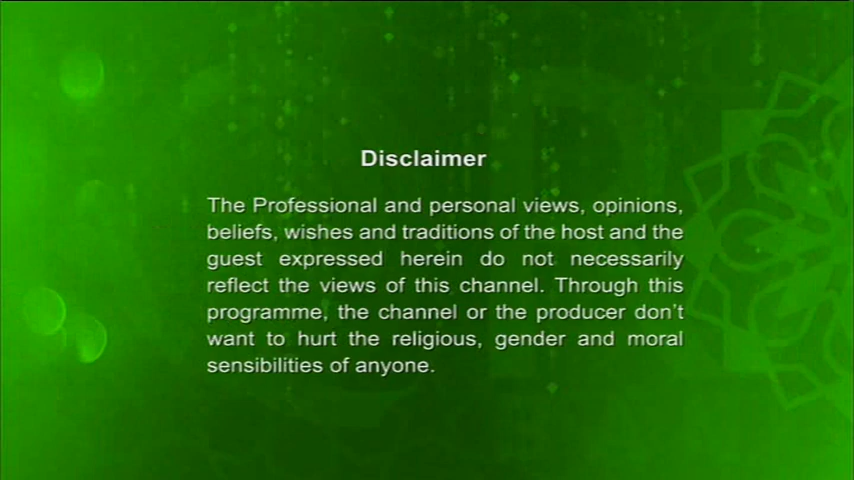 Disclaimer
The Professional and personal views, opinions,
beliefs, wishes and traditions of the host and the
guest expressed herein do not necessarily
reflect the views of this channel. Through this
programme, the channel or the producer don't
want to hurt the religious, gender and moral
sensibilities of anyone.